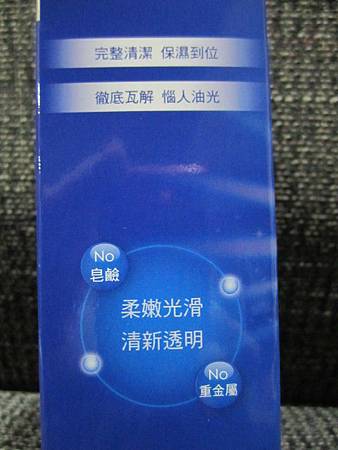 完整清潔 保濕到位
徹底瓦解 惱人油光
No
皂鹼
柔嫩光滑
清新透明
No
重金屬